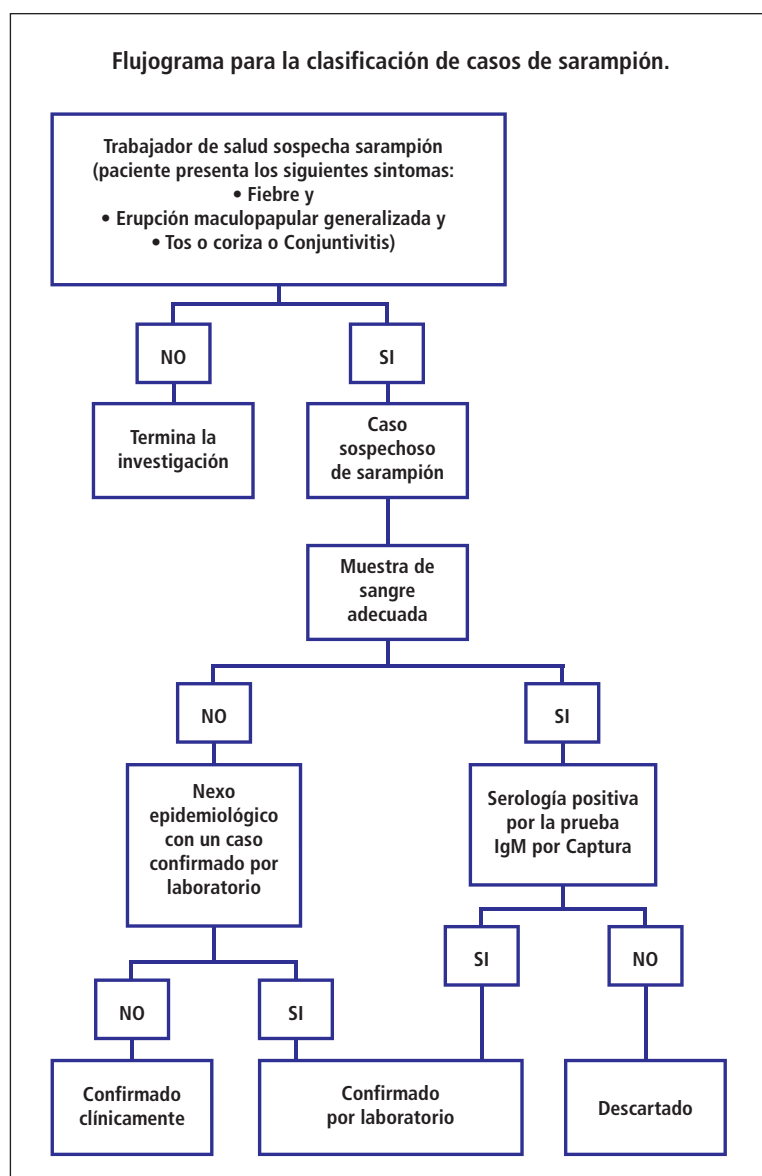 Flujograma para la clasificación de casos de sarampión.
Trabajador de salud sospecha sarampión
(paciente presenta los siguientes sintomas:
• Fiebre y
• Erupción maculopapular generalizada y
• Tos o coriza o Conjuntivitis)
NO
SI
Termina la
investigación
Caso
sospechoso
de sarampión
Muestra de
sangre
adecuada
NO
SI
Nexo
epidemiológico
con un caso
confirmado por
laboratorio
Serología positiva
por la prueba
IgM por Captura
SI
NO
NO
SI
Confirmado
clínicamente
Confirmado
por laboratorio
Descartado